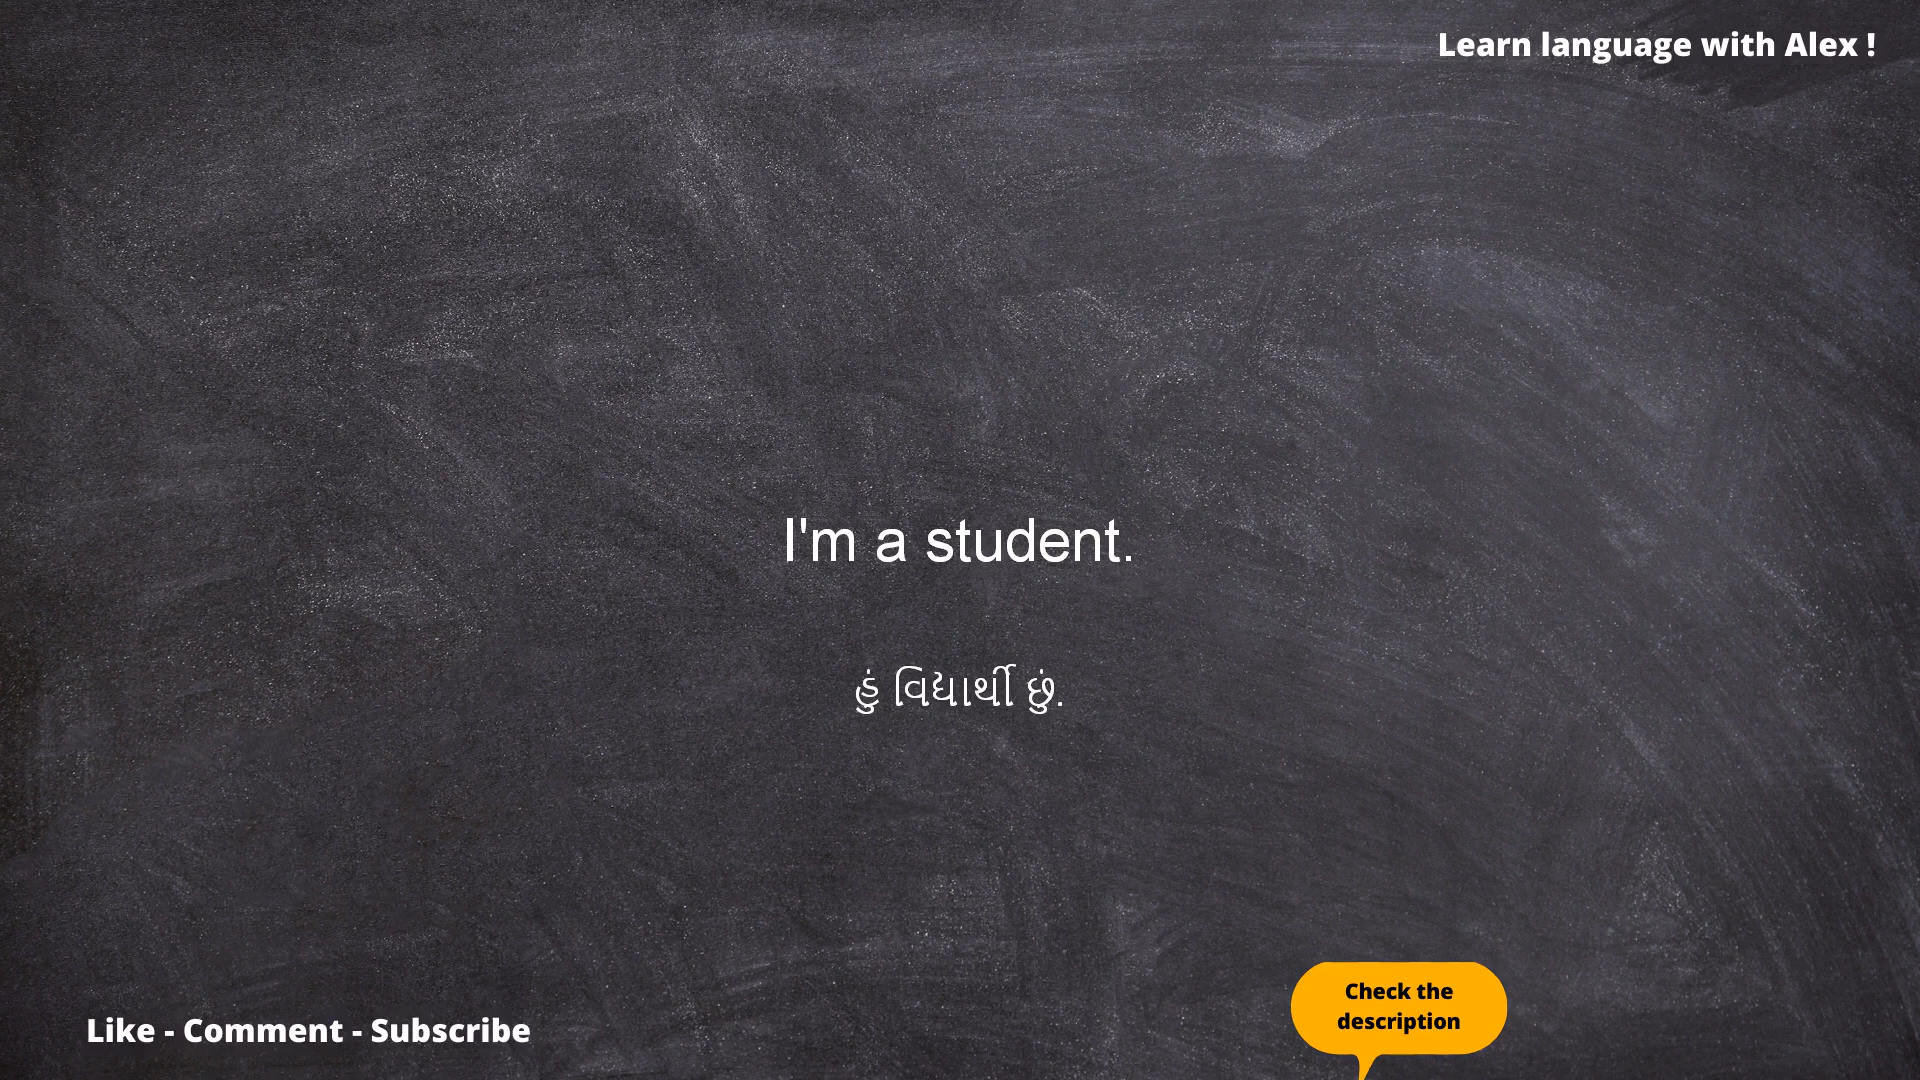 Learn language with Alex !
I'm a student.
હું વિદ્યાર્થી છું.
Check the
description
Like - Comment - Subscribe